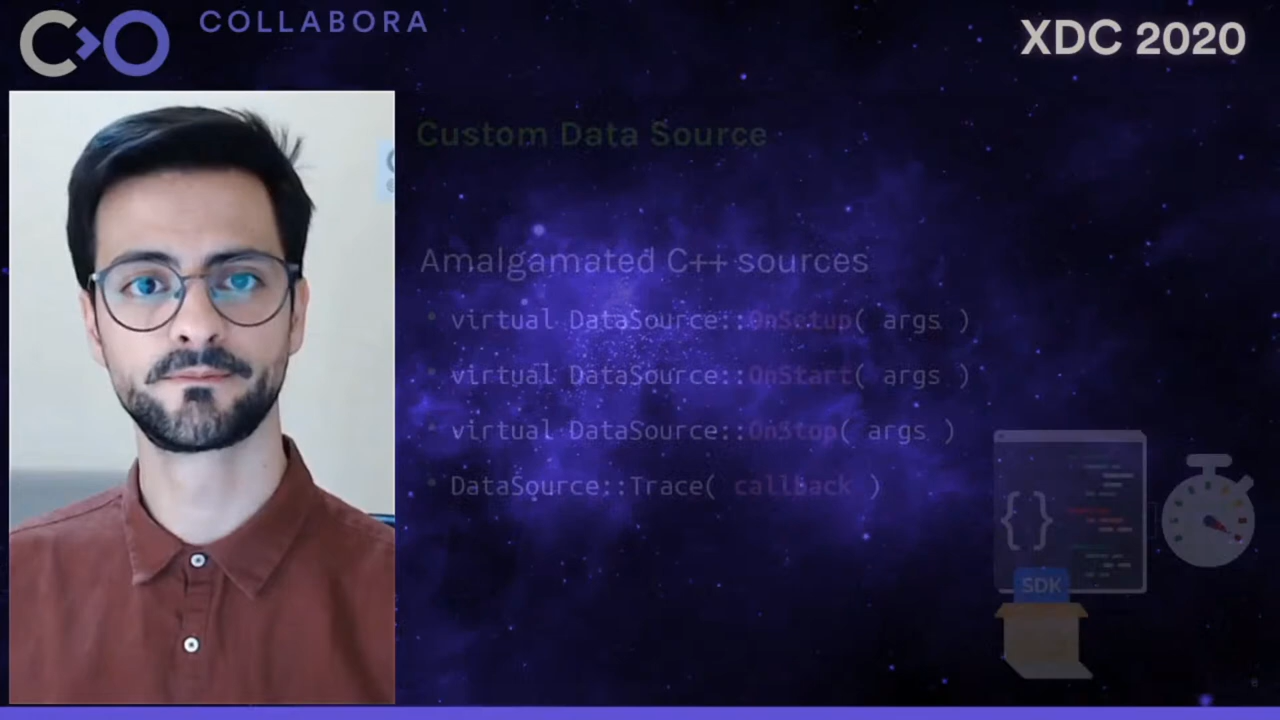 COLLABORA
XDC 2020
Custom Data Source
Amalgamated C++ sources
• virtual DataSource::OnSetup( args )
• virtual DataSource::OnStart( args )
• virtual DataSource::OnStop( args )
• DataSource::Trace( callback )
{}
SDK